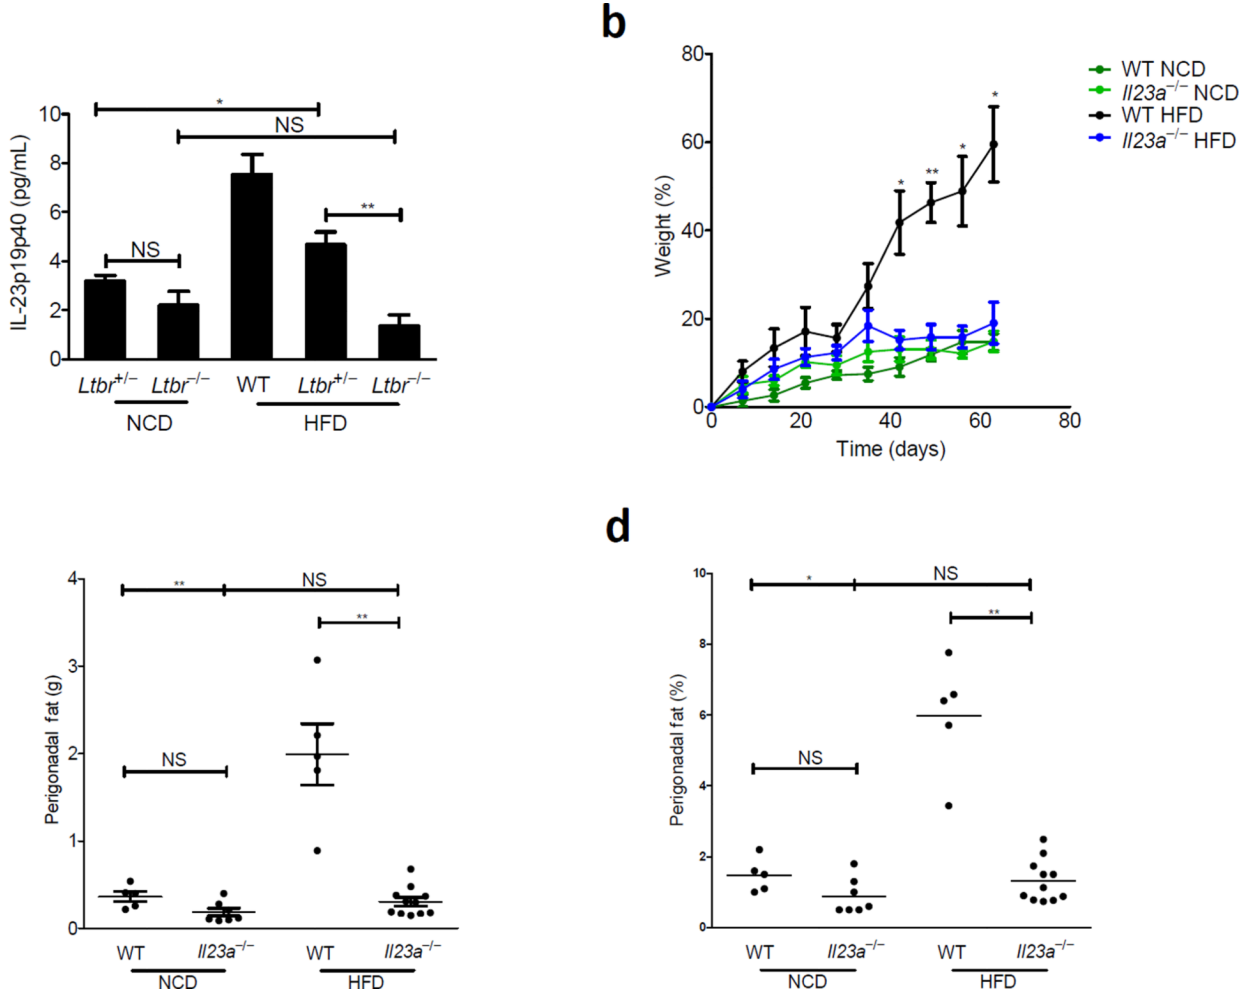 b
IL-23p19p40 (pg/mL)
10
8
6
4
2
0
*
NS
NS
**
Ltbr+/– Ltbr–/– WT Ltbr+/– Ltbr–/–
NCD HFD
Weight (%)
80
60
40
20
0
* ** * *
0 20 40 60 80
Time (days)
WT NCD
Il23a–/– NCD
WT HFD
Il23a–/– HFD
Perigonadal fat (g)
4
3
2
1
0
** NS
**
NS
WT Il23a–/– WT Il23a–/–
NCD HFD
d
Perigonadal fat (%)
10
8
6
4
2
0
* NS
**
NS
WT Il23a–/– WT Il23a–/–
NCD HFD